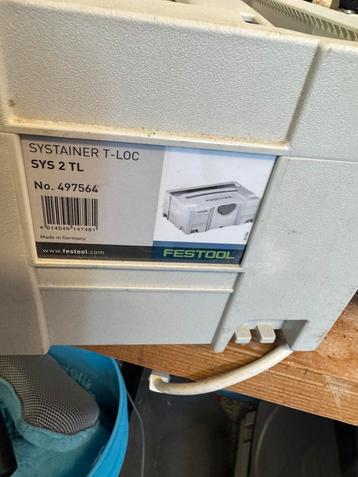 SYSTAINER T-LOC
SYS 2 TL
No. 497564
4 014549 147481
Made in Germany
www.festool.com
FESTOOL